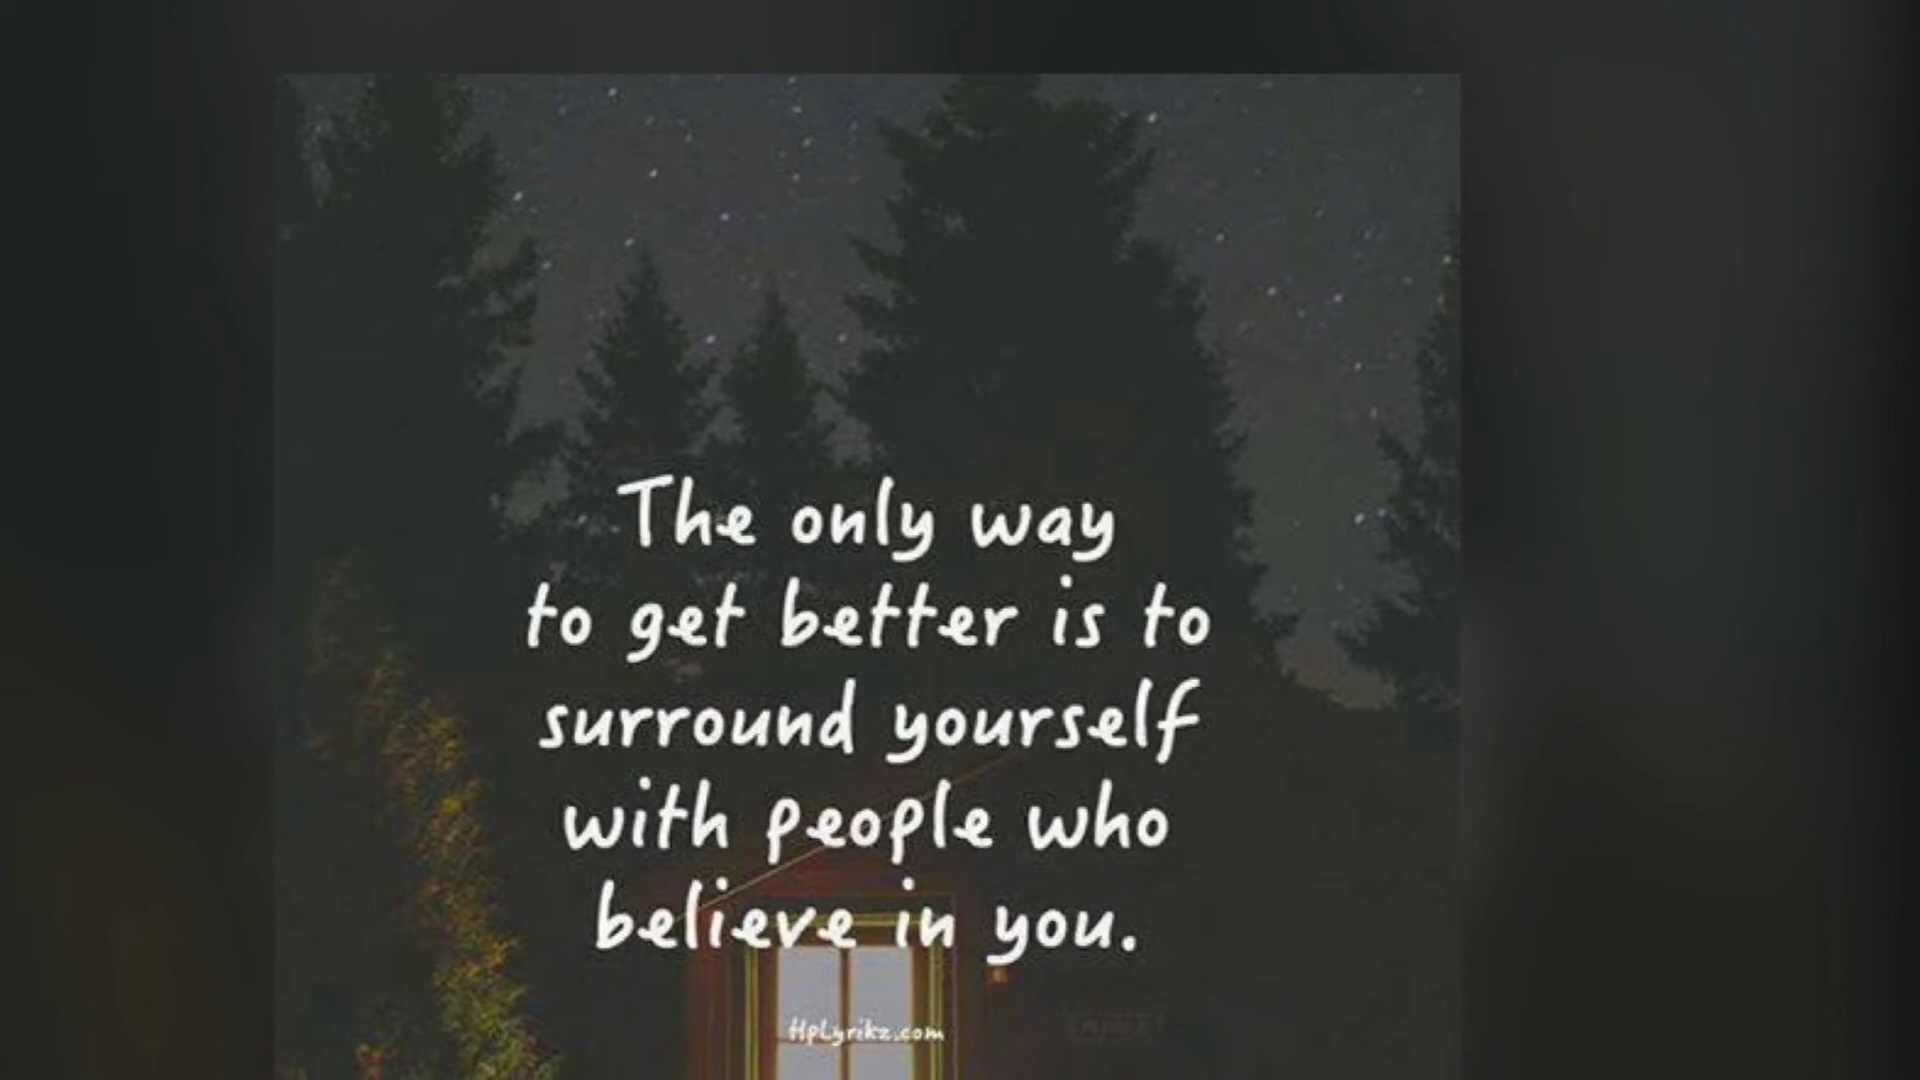 The only way
to get better is to
surround yourself
with people who
believe in you.
HpLyrikz.com